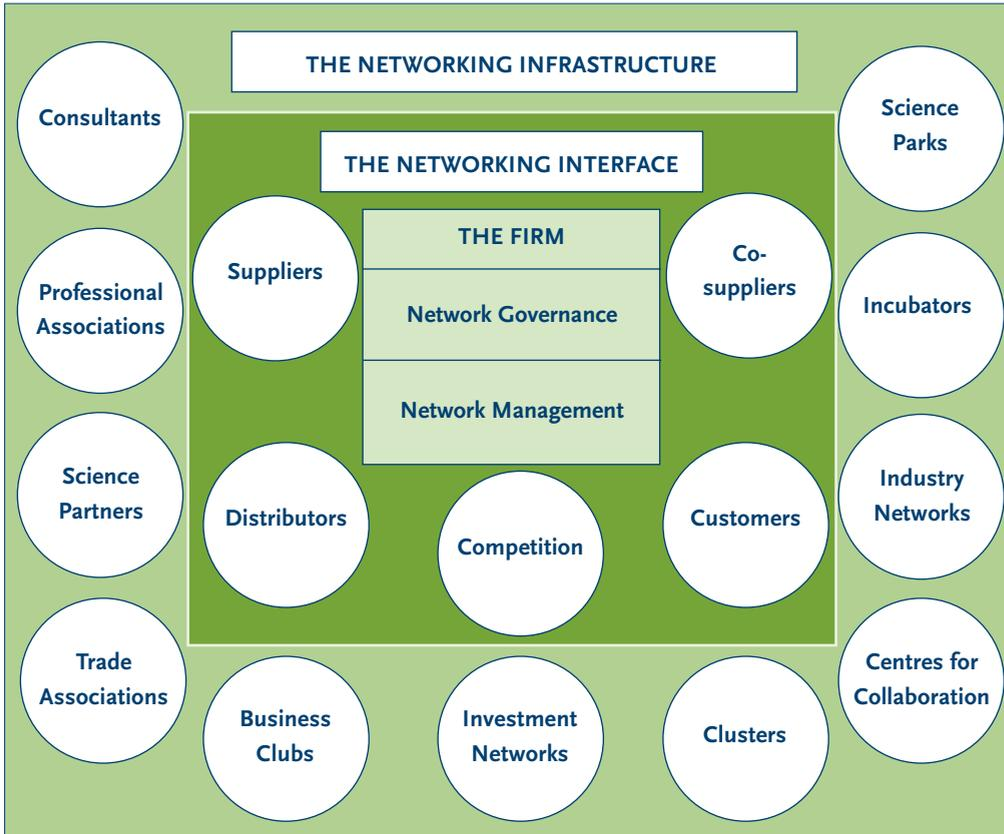 THE NETWORKING INFRASTRUCTURE
Consultants
Science
Parks
THE NETWORKING INTERFACE
THE FIRM
Suppliers
Co-
suppliers
Professional
Associations
Network Governance
Incubators
Network Management
Science
Partners
Industry
Networks
Distributors
Competition
Customers
Trade
Associations
Centres for
Collaboration
Business
Clubs
Investment
Networks
Clusters